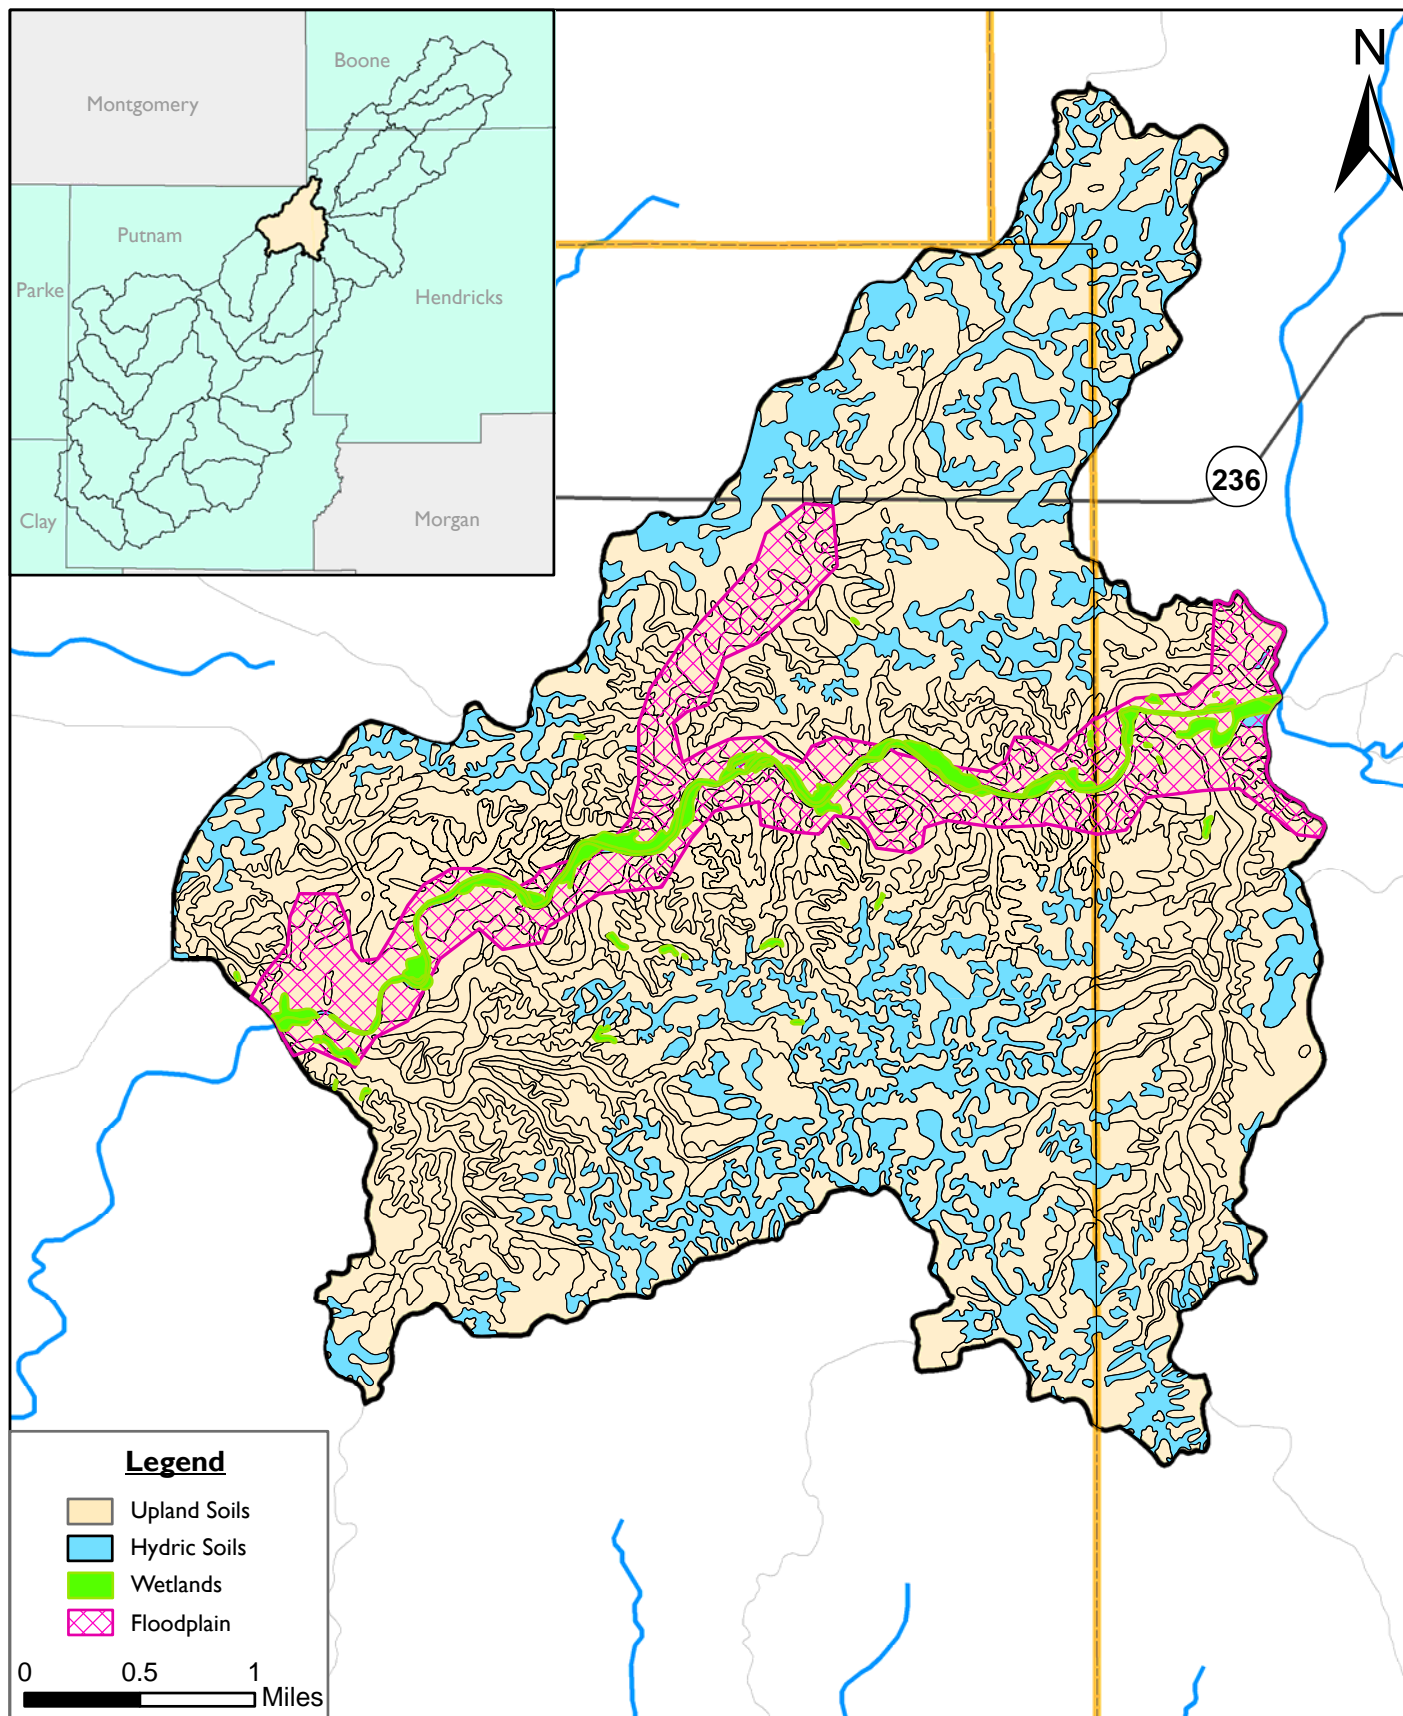 Boone
Montgomery
Putnam
Parke
Hendricks
Clay
Morgan
N
236
Legend
Upland Soils
Hydric Soils
Wetlands
Floodplain
0 0.5 1
Miles